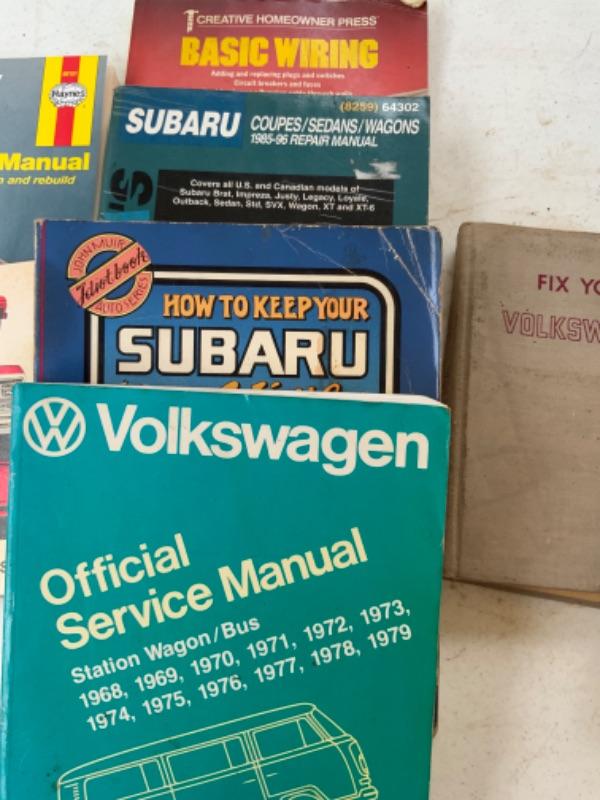 CREATIVE HOMEOWNER PRESS
BASIC WIRING
Adding and replacing plugs and switches
Circuit breakers and fuses
Haynes
Manual
and rebuild
(8259) 64302
SUBARU COUPES/SEDANS/WAGONS
1985-96 REPAIR MANUAL
Covers all U.S. and Canadian models of
Subaru Brat, Impreza, Justy, Legacy, Loyale,
Outback, Sedan, Std, SVX, Wagon, XT and XT-6
JOHN MUIR
Idiot book
AUTO SERIES
HOW TO KEEP YOUR
SUBARU
FIX YO
VOLKSW
Volkswagen
Official
Service Manual
Station Wagon/Bus
1968, 1969, 1970, 1971, 1972, 1973,
1974, 1975, 1976, 1977, 1978, 1979